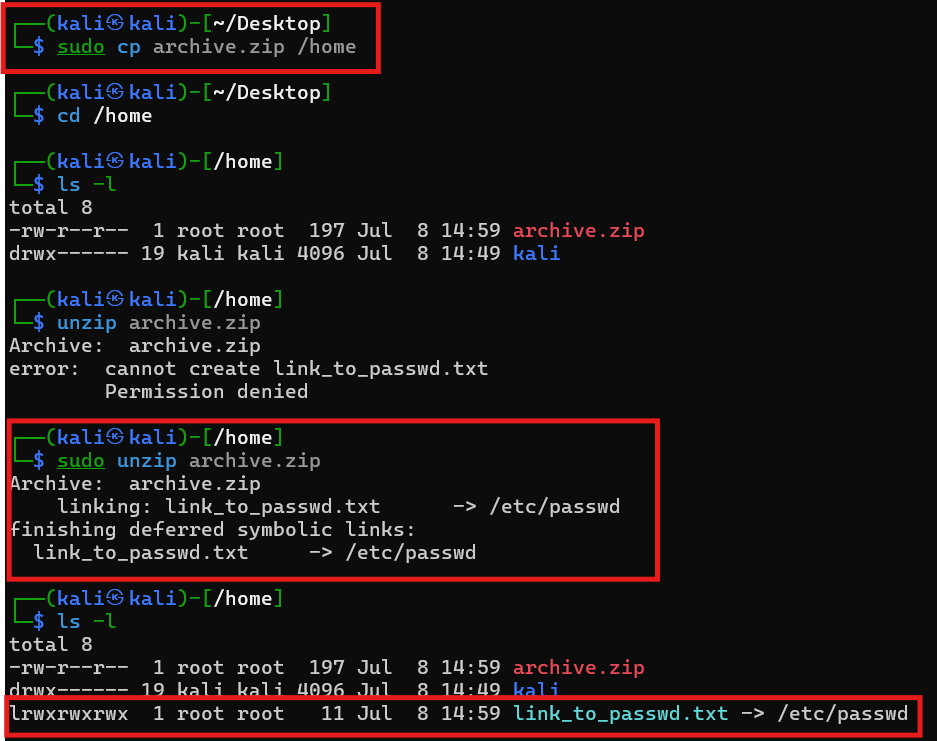 ┌──(kali㉿kali)-[~/Desktop]
└─$ sudo cp archive.zip /home
┌──(kali㉿kali)-[~/Desktop]
└─$ cd /home
┌──(kali㉿kali)-[/home]
└─$ ls -l
total 8
-rw-r--r--  1 root root  197 Jul  8 14:59 archive.zip
drwx------ 19 kali kali 4096 Jul  8 14:49 kali
┌──(kali㉿kali)-[/home]
└─$ unzip archive.zip
Archive:  archive.zip
error:  cannot create link_to_passwd.txt
        Permission denied
┌──(kali㉿kali)-[/home]
└─$ sudo unzip archive.zip
Archive:  archive.zip
    linking: link_to_passwd.txt      -> /etc/passwd
finishing deferred symbolic links:
  link_to_passwd.txt     -> /etc/passwd
┌──(kali㉿kali)-[/home]
└─$ ls -l
total 8
-rw-r--r--  1 root root  197 Jul  8 14:59 archive.zip
drwx------ 19 kali kali 4096 Jul  8 14:49 kali
lrwxrwxrwx  1 root root   11 Jul  8 14:59 link_to_passwd.txt -> /etc/passwd